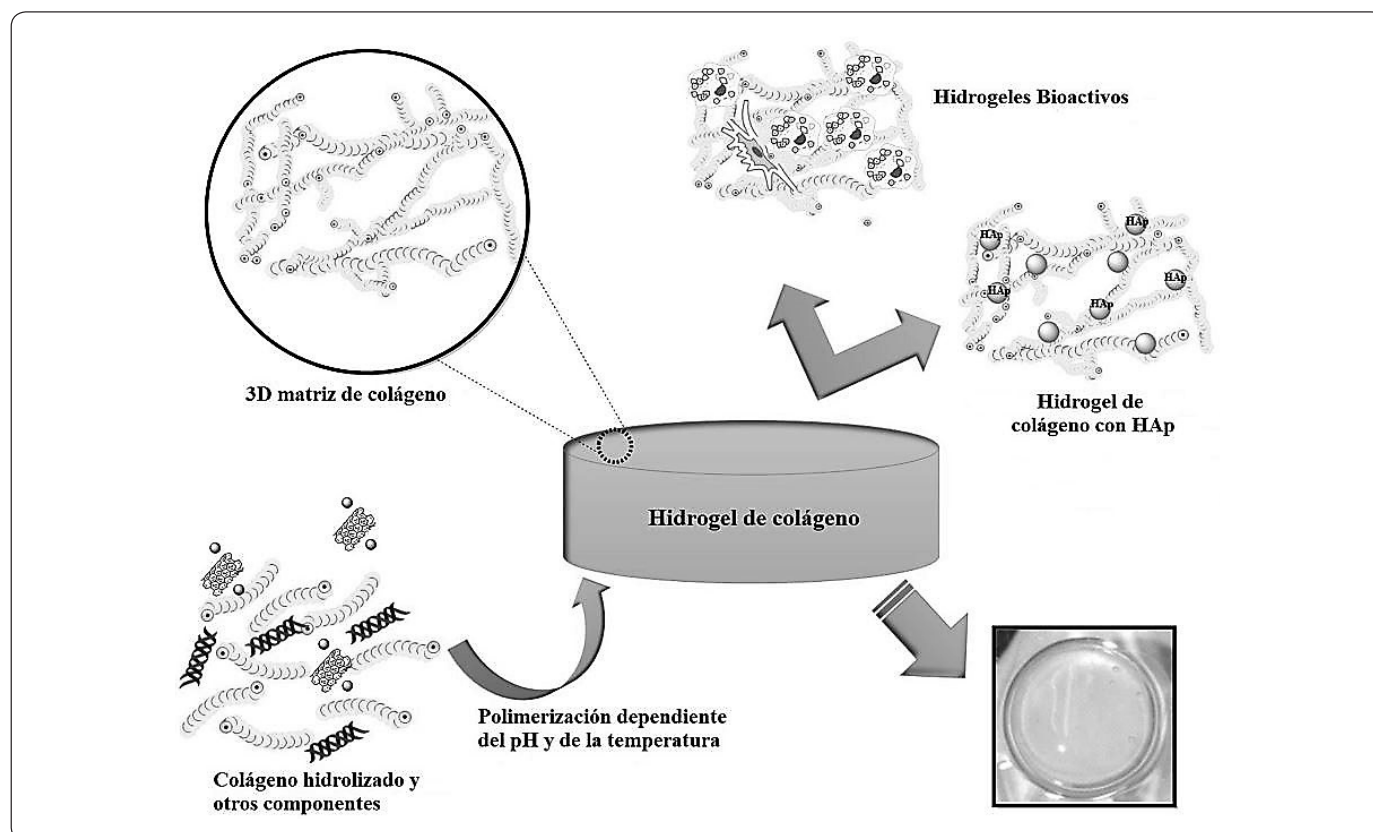 Hidrogeles Bioactivos
HAp
HAp
HAp
HAp
HAp
3D matriz de colágeno
Hidrogel de
colágeno con HAp
Hidrogel de colágeno
Polimerización dependiente
del pH y de la temperatura
Colágeno hidrolizado y
otros componentes